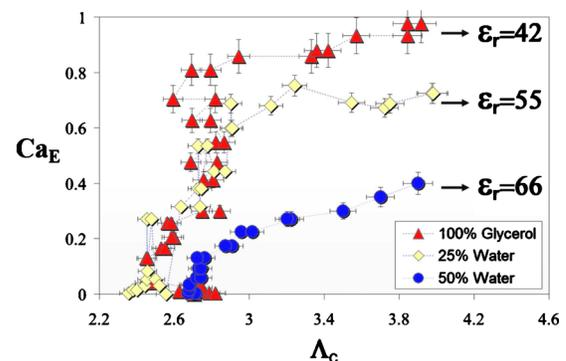 1
0.8
0.6
0.4
0.2
0
2.2 2.6 3 3.4 3.8 4.2 4.6
Ca_E
Λ_c
ε_r=42
ε_r=55
ε_r=66
100% Glycerol
25% Water
50% Water